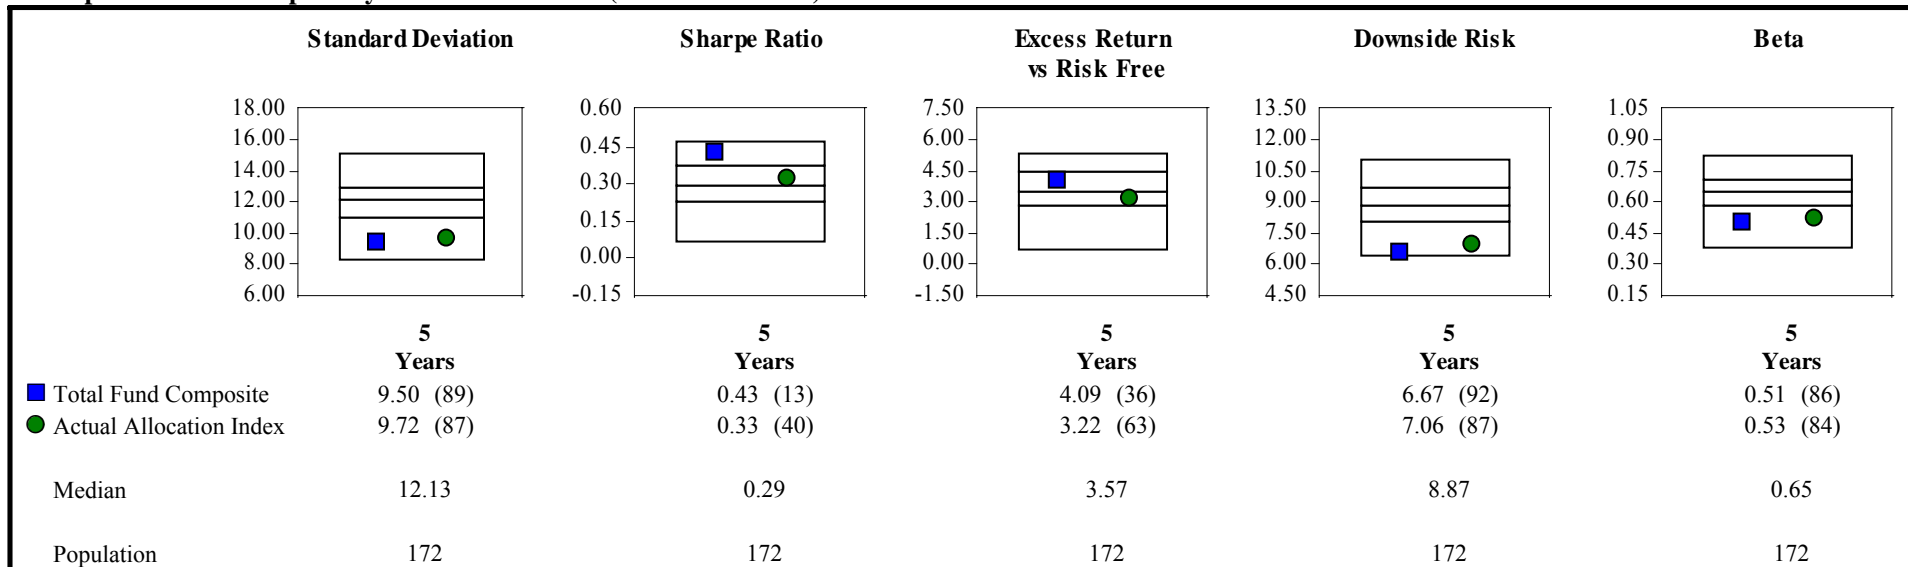 Standard Deviation
Sharpe Ratio
Excess Return
vs Risk Free
Downside Risk
Beta
18.00
16.00
14.00
12.00
10.00
8.00
6.00
0.60
0.45
0.30
0.15
0.00
-0.15
7.50
6.00
4.50
3.00
1.50
0.00
-1.50
13.50
12.00
10.50
9.00
7.50
6.00
4.50
1.05
0.90
0.75
0.60
0.45
0.30
0.15
5
Years
5
Years
5
Years
5
Years
5
Years
Total Fund Composite 9.50 (89) 0.43 (13) 4.09 (36) 6.67 (92) 0.51 (86)
Actual Allocation Index 9.72 (87) 0.33 (40) 3.22 (63) 7.06 (87) 0.53 (84)
Median 12.13 0.29 3.57 8.87 0.65
Population 172 172 172 172 172